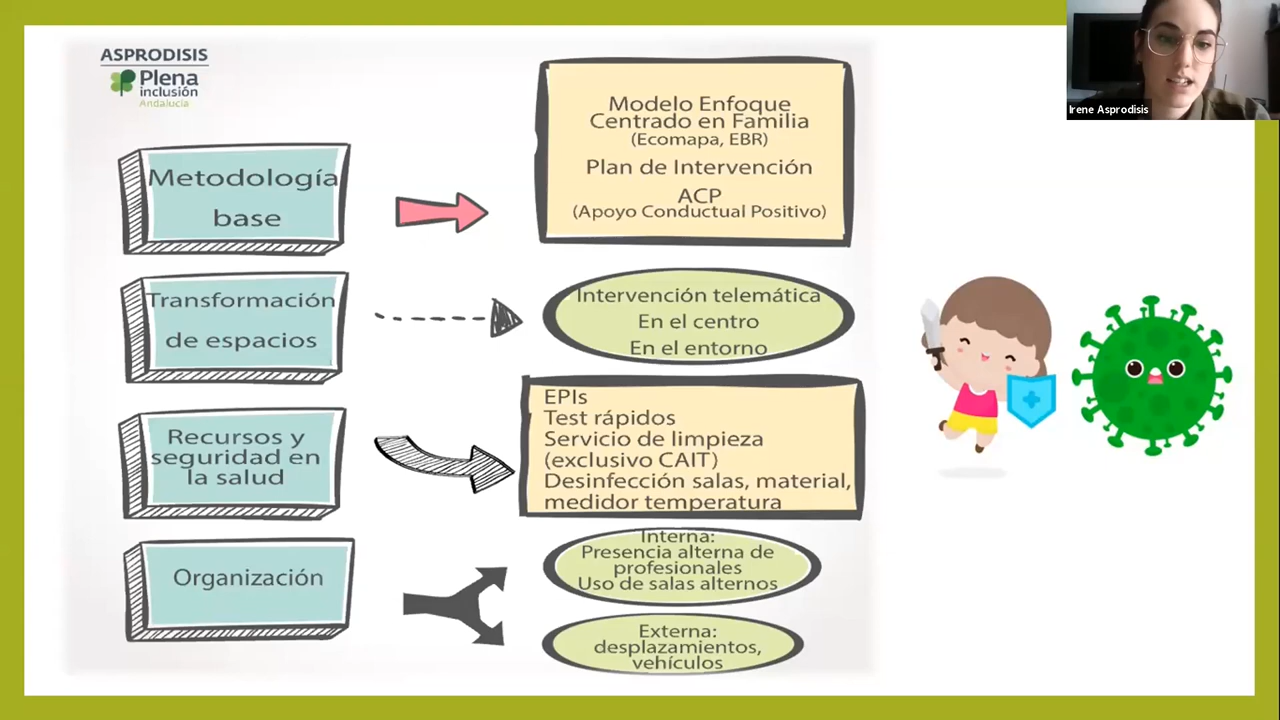 ASPRODISIS
Plena
inclusión
Andalucía
Irene Asprodisis
Metodología
base
Modelo Enfoque
Centrado en Familia
(Ecomapa, EBR)
Plan de Intervención
ACP
(Apoyo Conductual Positivo)
Transformación
de espacios
Intervención telemática
En el centro
En el entorno
Recursos y
seguridad en
la salud
EPIs
Test rápidos
Servicio de limpieza
(exclusivo CAIT)
Desinfección salas, material,
medidor temperatura
Organización
Interna:
Presencia alterna de
profesionales
Uso de salas alternos
Externa:
desplazamientos,
vehículos